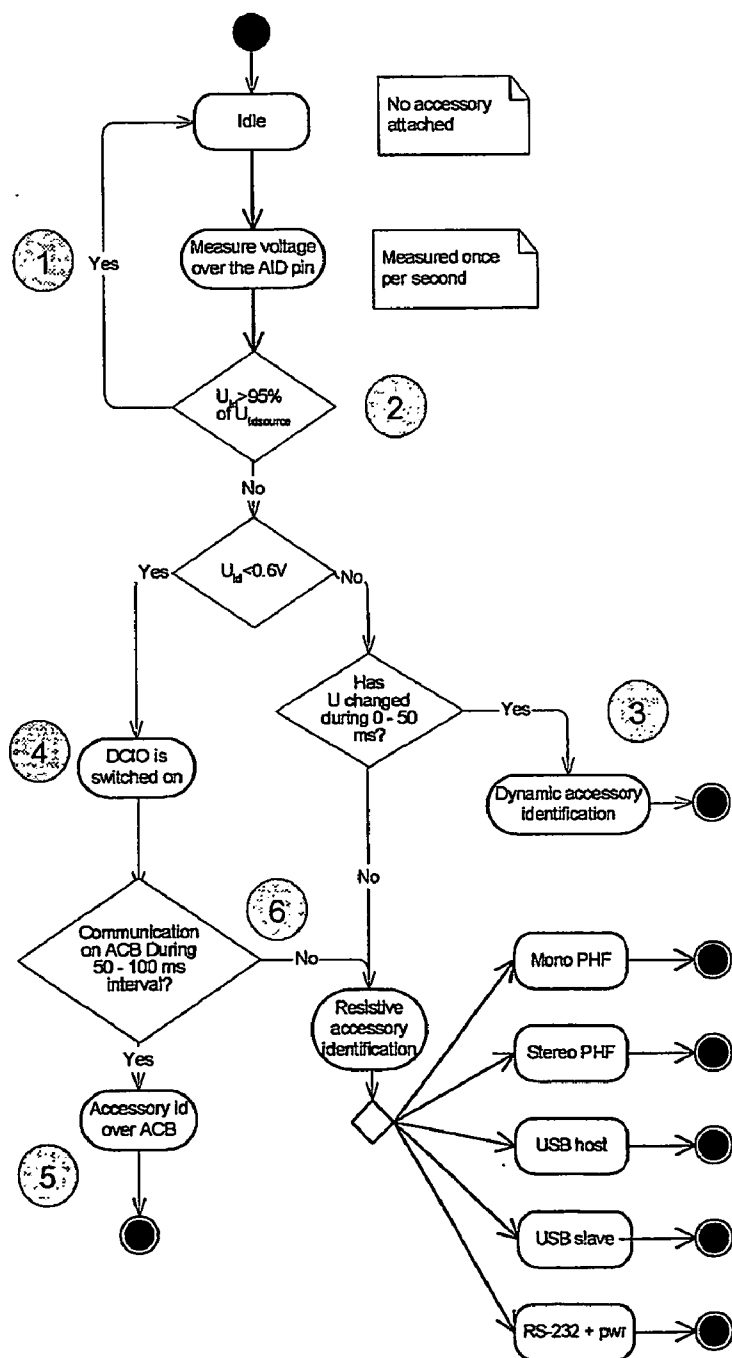 Idle
No accessory
attached
1
Yes
Measure voltage
over the AID pin
Measured once
per second
U_id>95%
of U_idsource
2
No
Yes
U_id<0.6V
No
Has
U changed
during 0 - 50
ms?
Yes
3
4
DCIO is
switched on
Dynamic accessory
identification
No
6
Communication
on ACB During
50 - 100 ms
interval?
No
Mono PHF
Resistive
accessory
identification
Yes
Stereo PHF
Accessory id
over ACB
USB host
5
USB slave
RS-232 + pwr